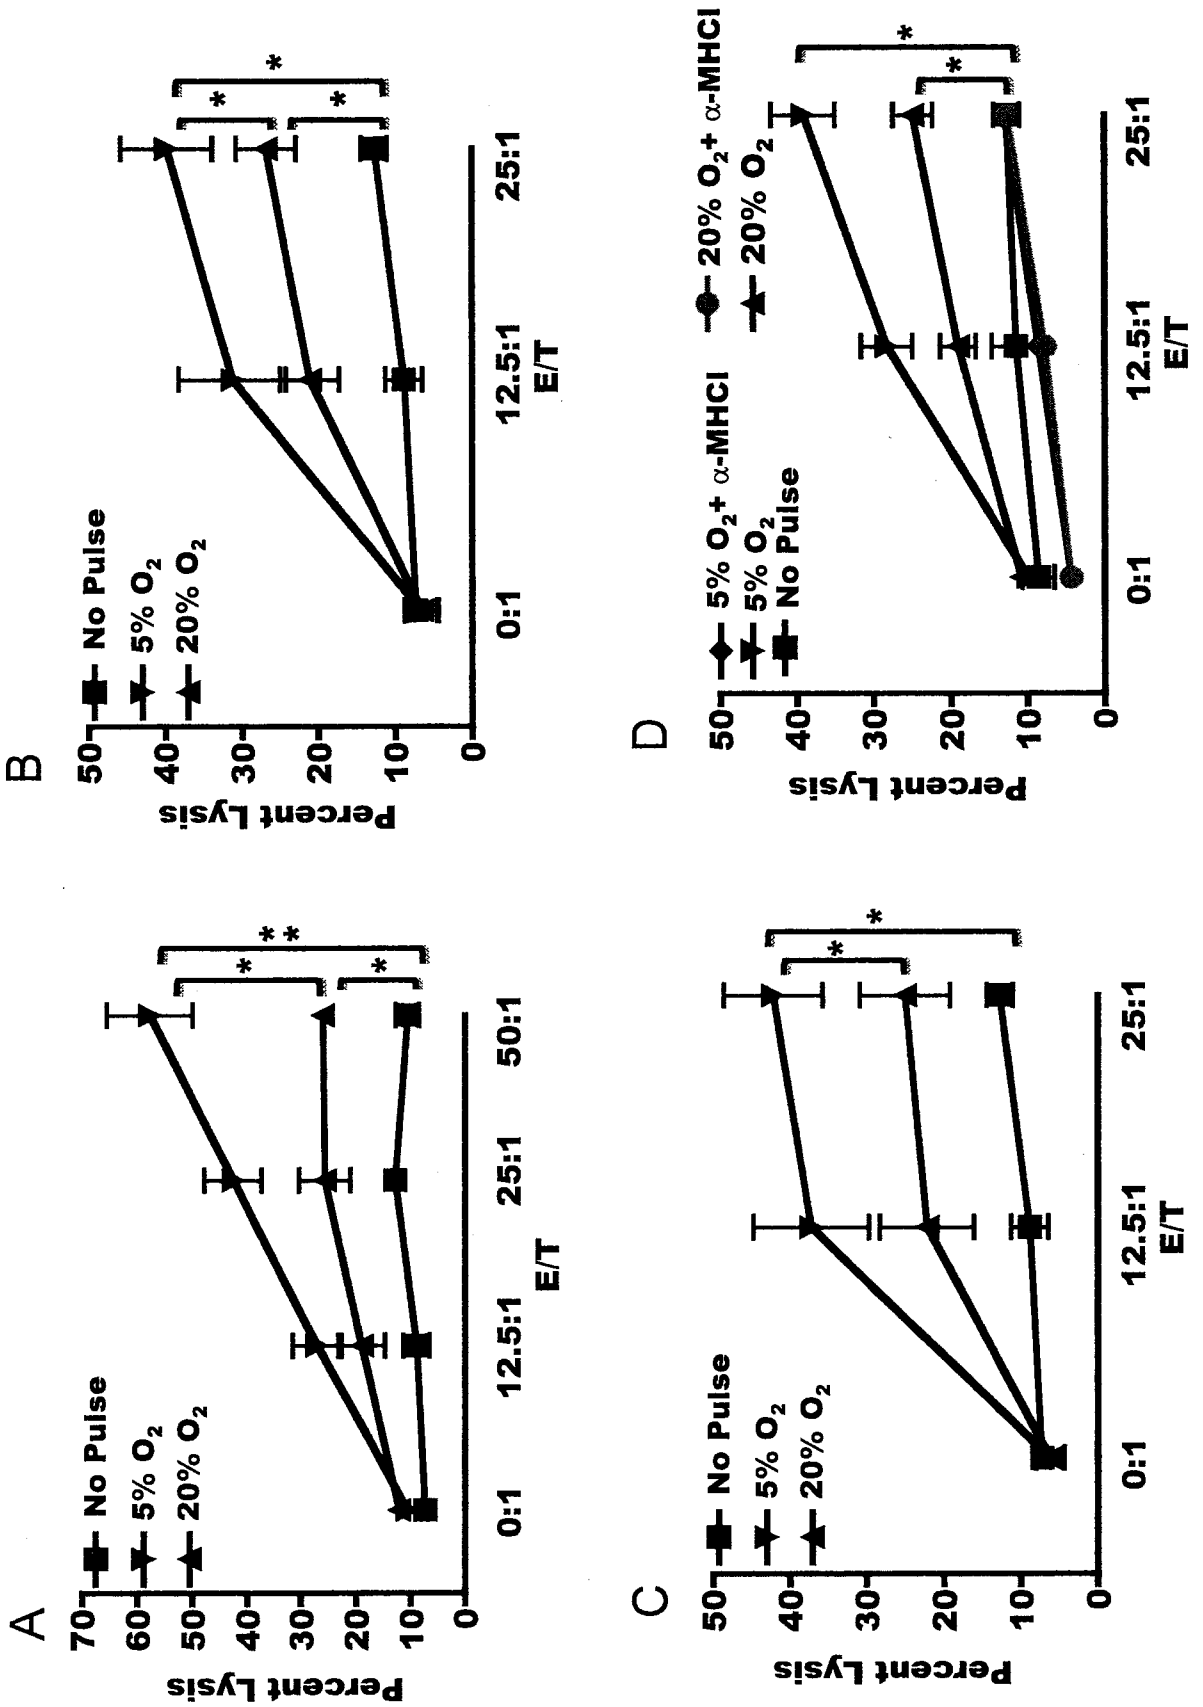 A
Percent Lysis
70
60
50
40
30
20
10
0
No Pulse
5% O2
20% O2
0:1
12.5:1
25:1
50:1
E/T
*
*
**
B
Percent Lysis
50
40
30
20
10
0
No Pulse
5% O2
20% O2
0:1
12.5:1
25:1
E/T
*
*
*
C
Percent Lysis
50
40
30
20
10
0
No Pulse
5% O2
20% O2
0:1
12.5:1
25:1
E/T
*
*
D
Percent Lysis
50
40
30
20
10
0
5% O2+ α-MHCI
5% O2
No Pulse
20% O2+ α-MHCI
20% O2
0:1
12.5:1
25:1
E/T
*
*